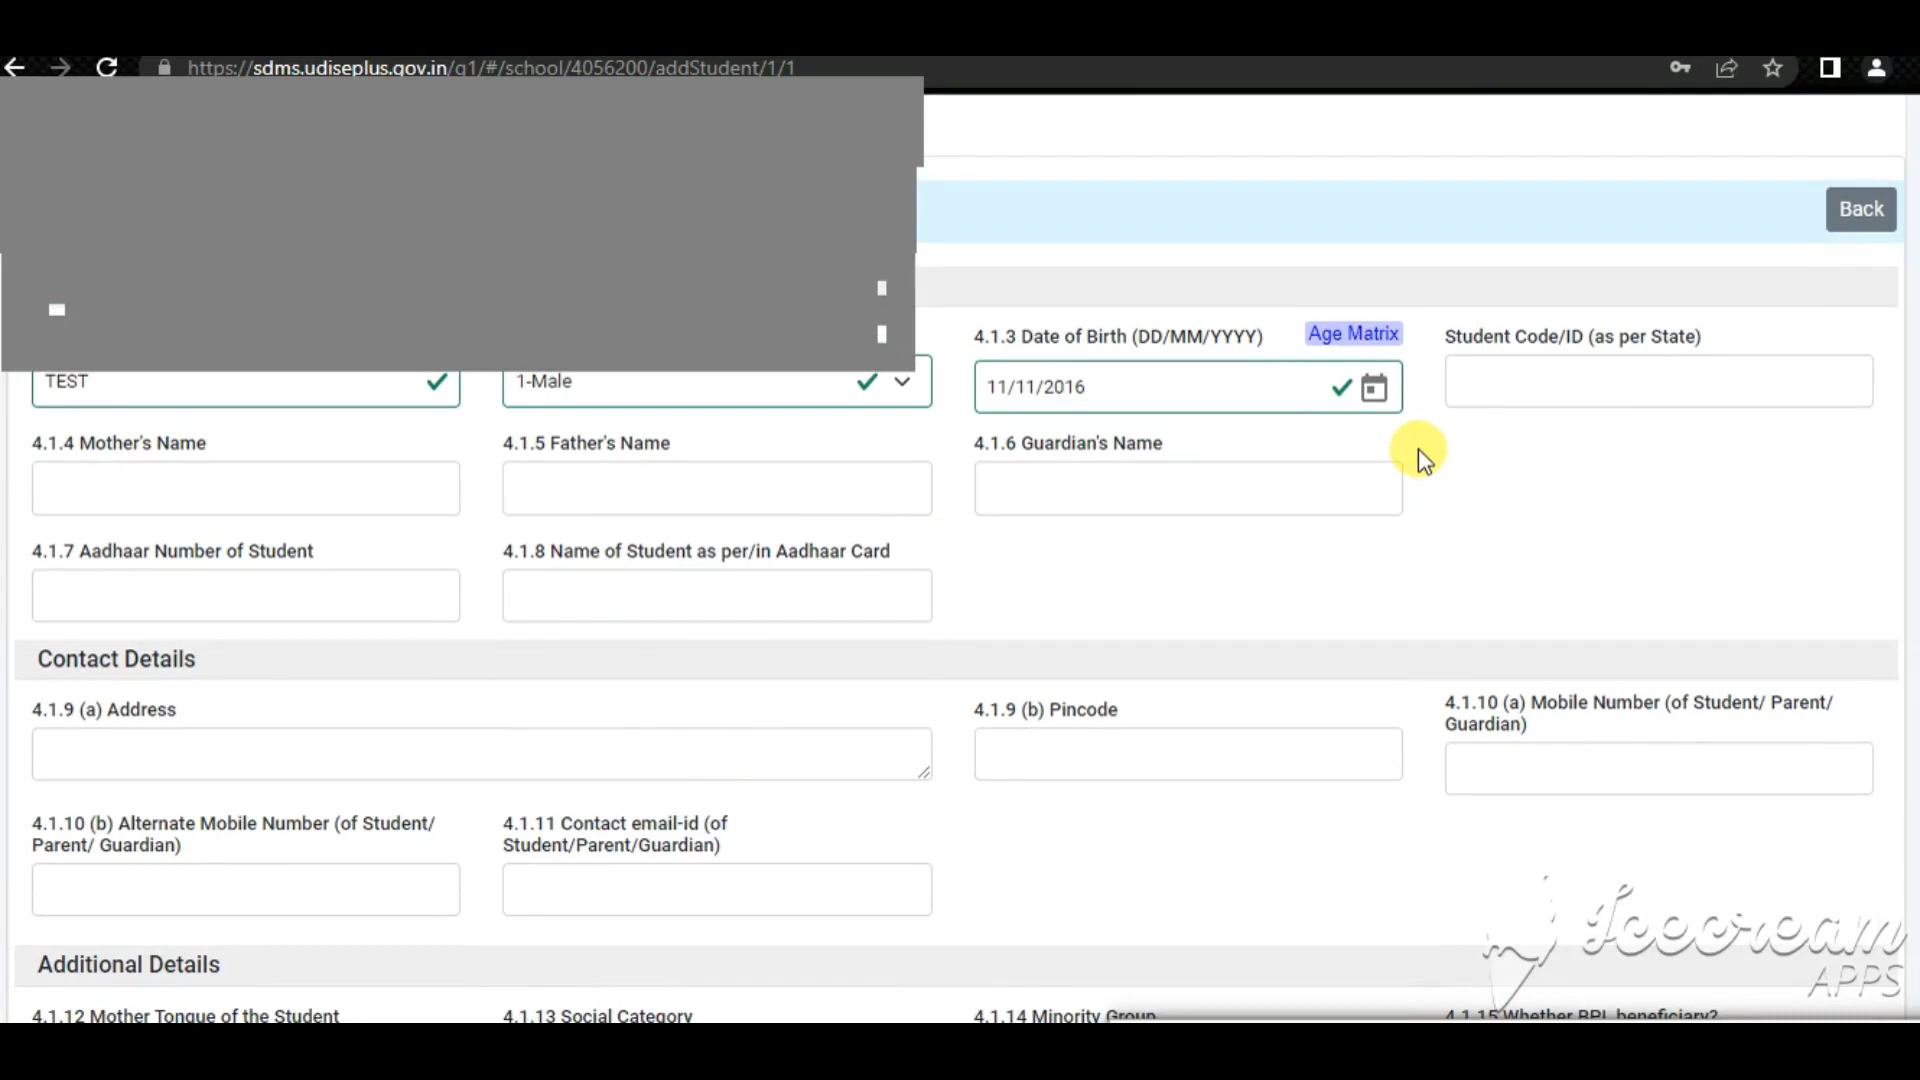 https://sdms.udiseplus.gov.in/g1/#/school/4056200/addStudent/1/1
Back
4.1.3 Date of Birth (DD/MM/YYYY)
Age Matrix
Student Code/ID (as per State)
TEST
1-Male
11/11/2016
4.1.4 Mother's Name
4.1.5 Father's Name
4.1.6 Guardian's Name
4.1.7 Aadhaar Number of Student
4.1.8 Name of Student as per/in Aadhaar Card
Contact Details
4.1.9 (a) Address
4.1.9 (b) Pincode
4.1.10 (a) Mobile Number (of Student/ Parent/
Guardian)
4.1.10 (b) Alternate Mobile Number (of Student/
Parent/ Guardian)
4.1.11 Contact email-id (of
Student/Parent/Guardian)
Icecream
APPS
Additional Details
4.1.12 Mother Tongue of the Student
4.1.13 Social Category
4.1.14 Minority Group
4.1.15 Whether BPL beneficiary?